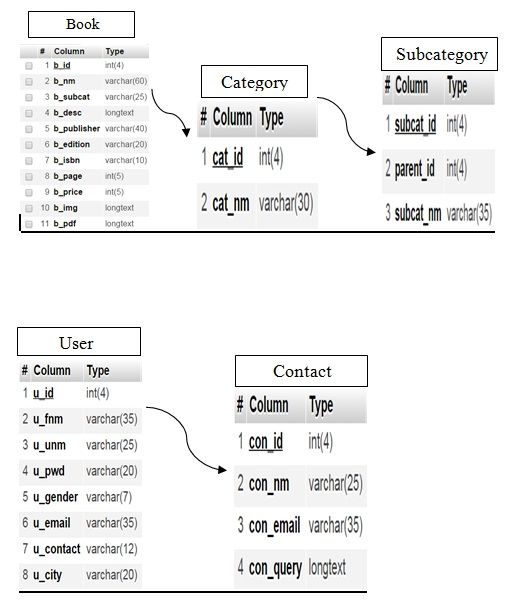 Book
# Column Type
1 b_id int(4)
2 b_nm varchar(60)
3 b_subcat varchar(25)
4 b_desc longtext
5 b_publisher varchar(40)
6 b_edition varchar(20)
7 b_isbn varchar(10)
8 b_page int(5)
9 b_price int(5)
10 b_img longtext
11 b_pdf longtext
Category
# Column Type
1 cat_id int(4)
2 cat_nm varchar(30)
Subcategory
# Column Type
1 subcat_id int(4)
2 parent_id int(4)
3 subcat_nm varchar(35)
User
# Column Type
1 u_id int(4)
2 u_fnm varchar(35)
3 u_unm varchar(25)
4 u_pwd varchar(20)
5 u_gender varchar(7)
6 u_email varchar(35)
7 u_contact varchar(12)
8 u_city varchar(20)
Contact
# Column Type
1 con_id int(4)
2 con_nm varchar(25)
3 con_email varchar(35)
4 con_query longtext